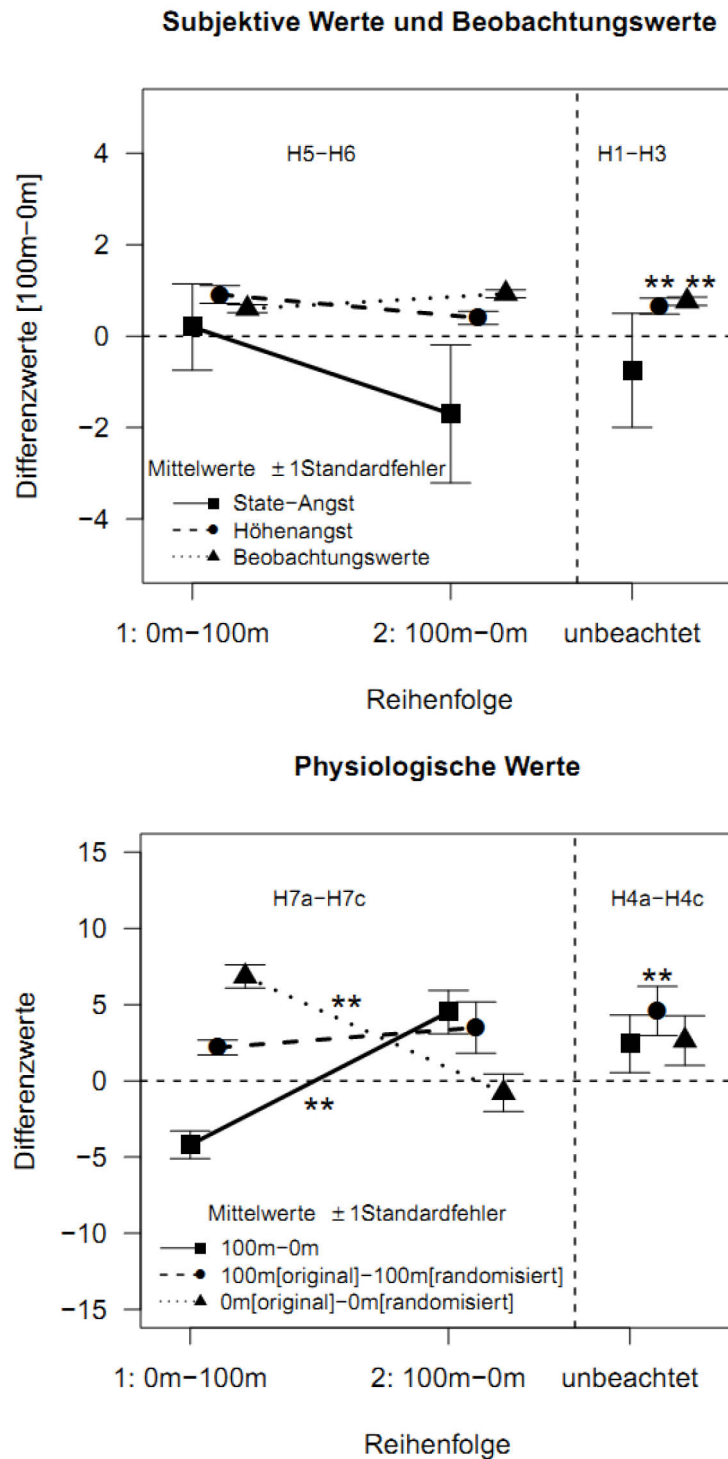 Subjektive Werte und Beobachtungswerte
Differenzwerte [100m−0m]
4
2
0
−2
−4
H5−H6
H1−H3
** **
Mittelwerte ±1Standardfehler
State−Angst
Höhenangst
Beobachtungswerte
1: 0m−100m
2: 100m−0m
unbeachtet
Reihenfolge
Physiologische Werte
Differenzwerte
15
10
5
0
−5
−10
−15
H7a−H7c
H4a−H4c
**
**
**
Mittelwerte ±1Standardfehler
100m−0m
100m[original]−100m[randomisiert]
0m[original]−0m[randomisiert]
1: 0m−100m
2: 100m−0m
unbeachtet
Reihenfolge